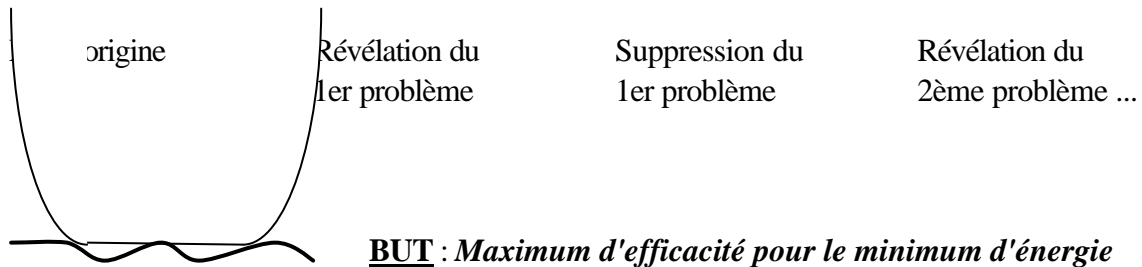 origine Révélation du Suppression du Révélation du
1er problème 1er problème 2ème problème ...
BUT : Maximum d'efficacité pour le minimum d'énergie